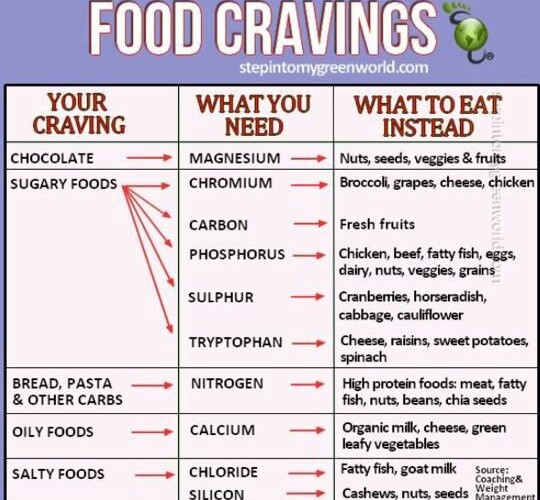 FOOD CRAVINGS
stepintomygreenworld.com
YOUR
CRAVING
WHAT YOU
NEED
WHAT TO EAT
INSTEAD
CHOCOLATE
MAGNESIUM
Nuts, seeds, veggies & fruits
SUGARY FOODS
CHROMIUM
Broccoli, grapes, cheese, chicken
CARBON
Fresh fruits
PHOSPHORUS
Chicken, beef, fatty fish, eggs,
dairy, nuts, veggies, grains
SULPHUR
Cranberries, horseradish,
cabbage, cauliflower
TRYPTOPHAN
Cheese, raisins, sweet potatoes,
spinach
BREAD, PASTA
& OTHER CARBS
NITROGEN
High protein foods: meat, fatty
fish, nuts, beans, chia seeds
OILY FOODS
CALCIUM
Organic milk, cheese, green
leafy vegetables
SALTY FOODS
CHLORIDE
Fatty fish, goat milk
SILICON
Cashews, nuts, seeds
Source:
Coaching&
Weight
Management
stepintomygreenworld.com